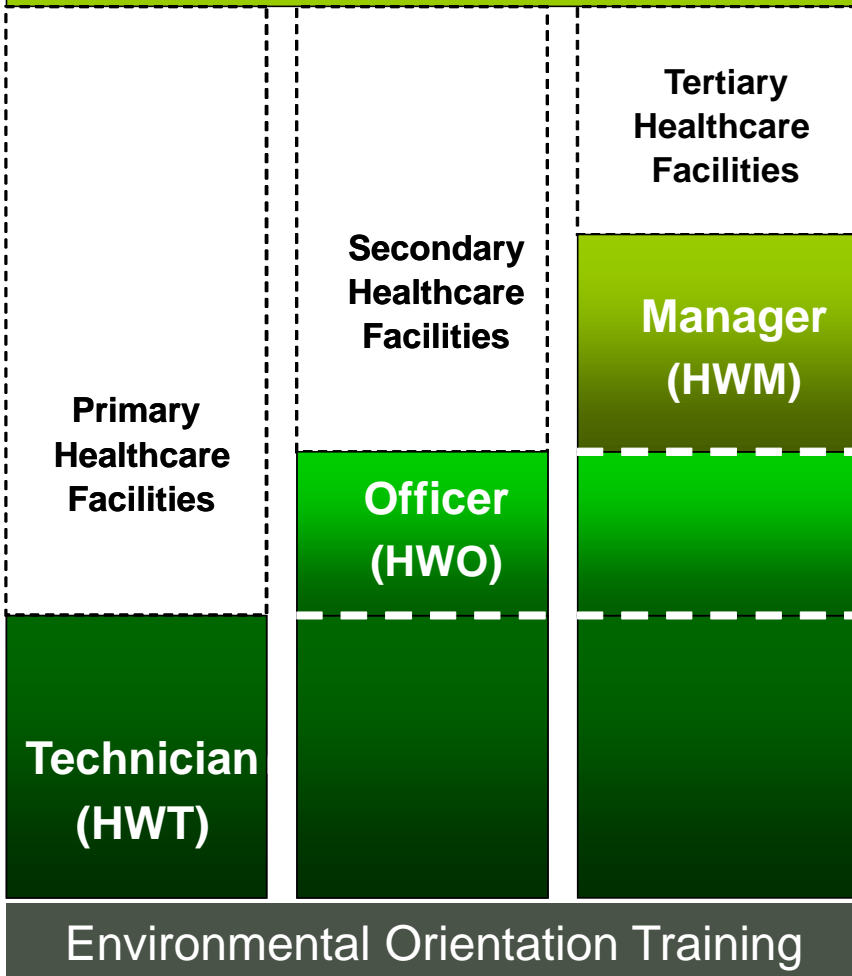 Tertiary
Healthcare
Facilities
Secondary
Healthcare
Facilities
Manager
(HWM)
Primary
Healthcare
Facilities
Officer
(HWO)
Technician
(HWT)
Environmental Orientation Training